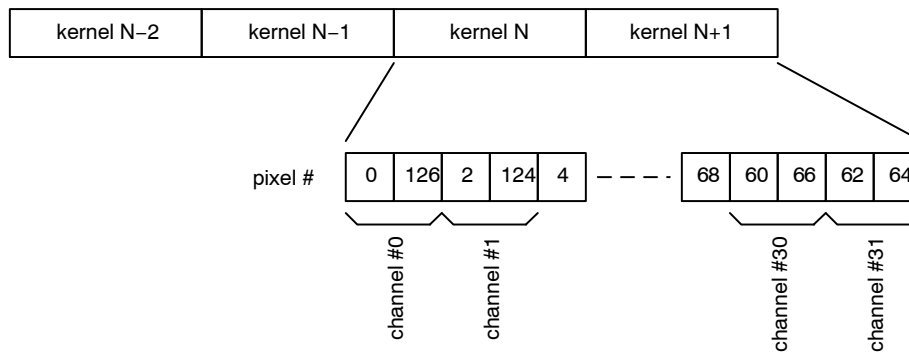 kernel N−2 kernel N−1 kernel N kernel N+1
pixel # 0 126 2 124 4 68 60 66 62 64
channel #0 channel #1 channel #30 channel #31